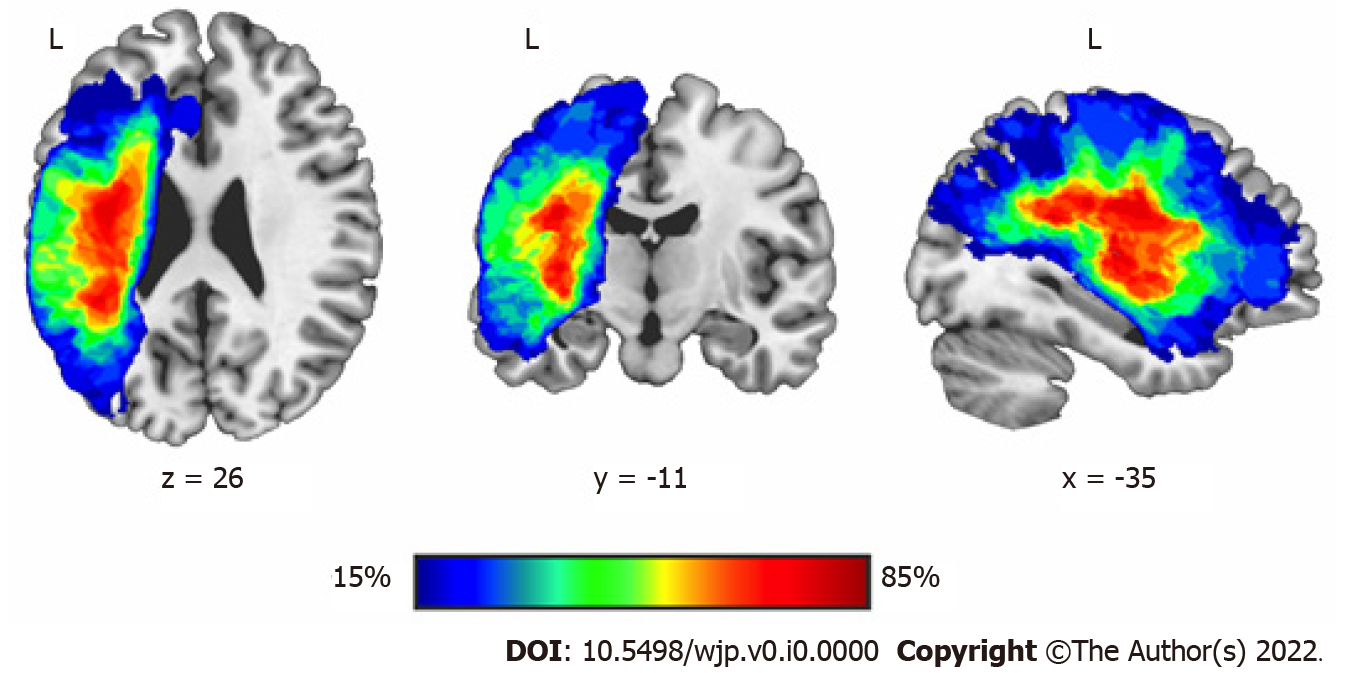 L L L
z = 26 y = -11 x = -35
15% 85%
DOI: 10.5498/wjp.v0.i0.0000 Copyright ©The Author(s) 2022.